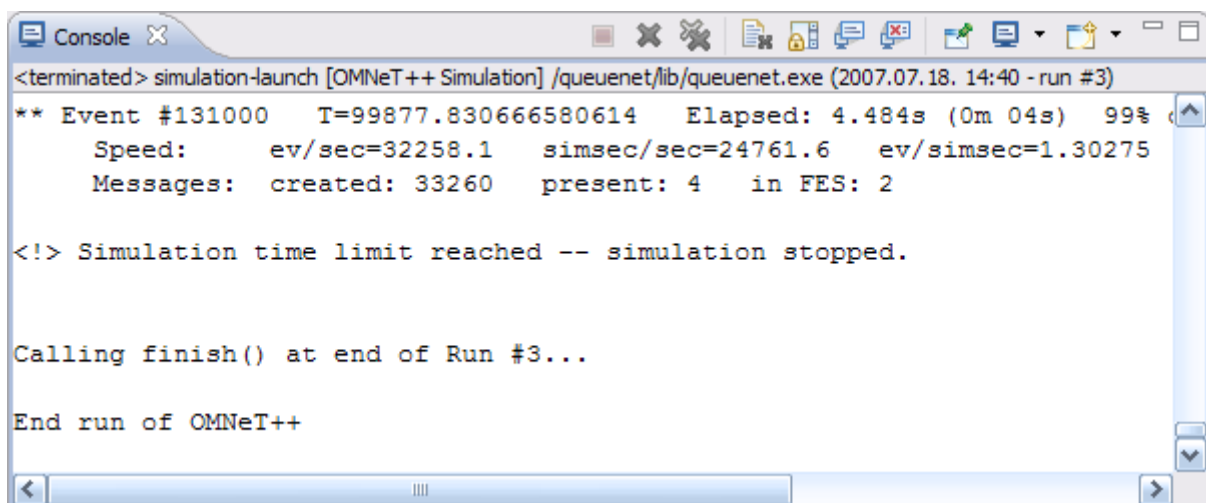 Console
<terminated> simulation-launch [OMNeT++ Simulation] /queuenet/lib/queuenet.exe (2007.07.18. 14:40 - run #3)
** Event #131000   T=99877.830666580614   Elapsed: 4.484s (0m 04s)  99%
Speed:     ev/sec=32258.1   simsec/sec=24761.6   ev/simsec=1.30275
Messages:  created: 33260   present: 4   in FES: 2
<!> Simulation time limit reached -- simulation stopped.
Calling finish() at end of Run #3...
End run of OMNeT++